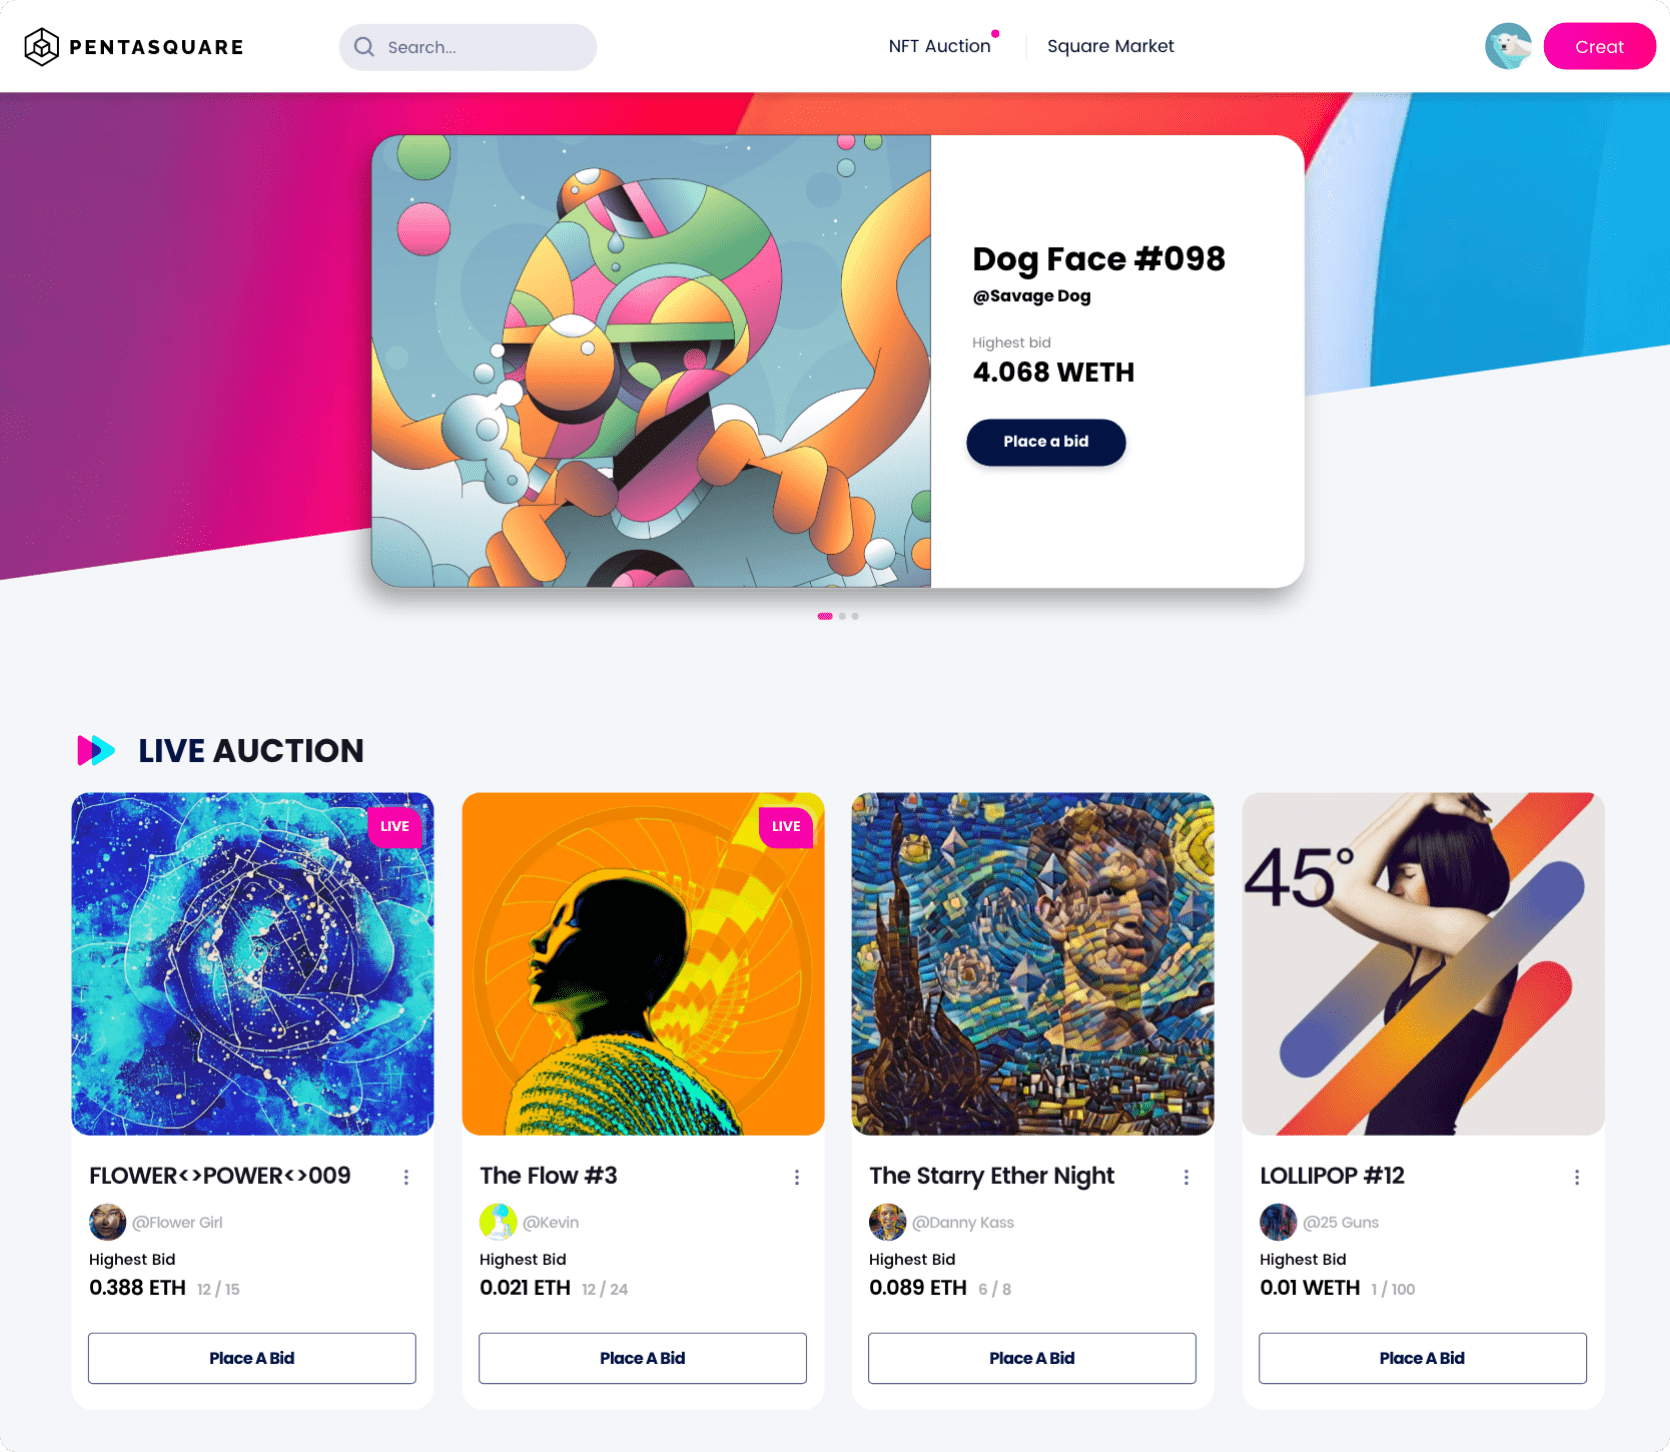 PENTASQUARE
Search...
NFT Auction
Square Market
Creat
Dog Face #098
@Savage Dog
Highest bid
4.068 WETH
Place a bid
LIVE AUCTION
LIVE
LIVE
45°
FLOWER<>POWER<>009
@Flower Girl
Highest Bid
0.388 ETH 12 / 15
Place A Bid
The Flow #3
@Kevin
Highest Bid
0.021 ETH 12 / 24
Place A Bid
The Starry Ether Night
@Danny Kass
Highest Bid
0.089 ETH 6 / 8
Place A Bid
LOLLIPOP #12
@25 Guns
Highest Bid
0.01 WETH 1 / 100
Place A Bid